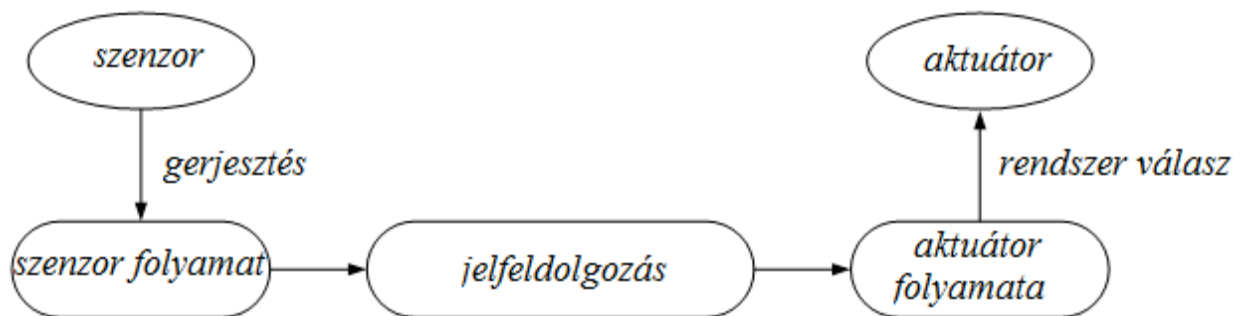 szenzor
aktuátor
gerjesztés
rendszer válasz
szenzor folyamat
jelfeldolgozás
aktuátor
folyamata